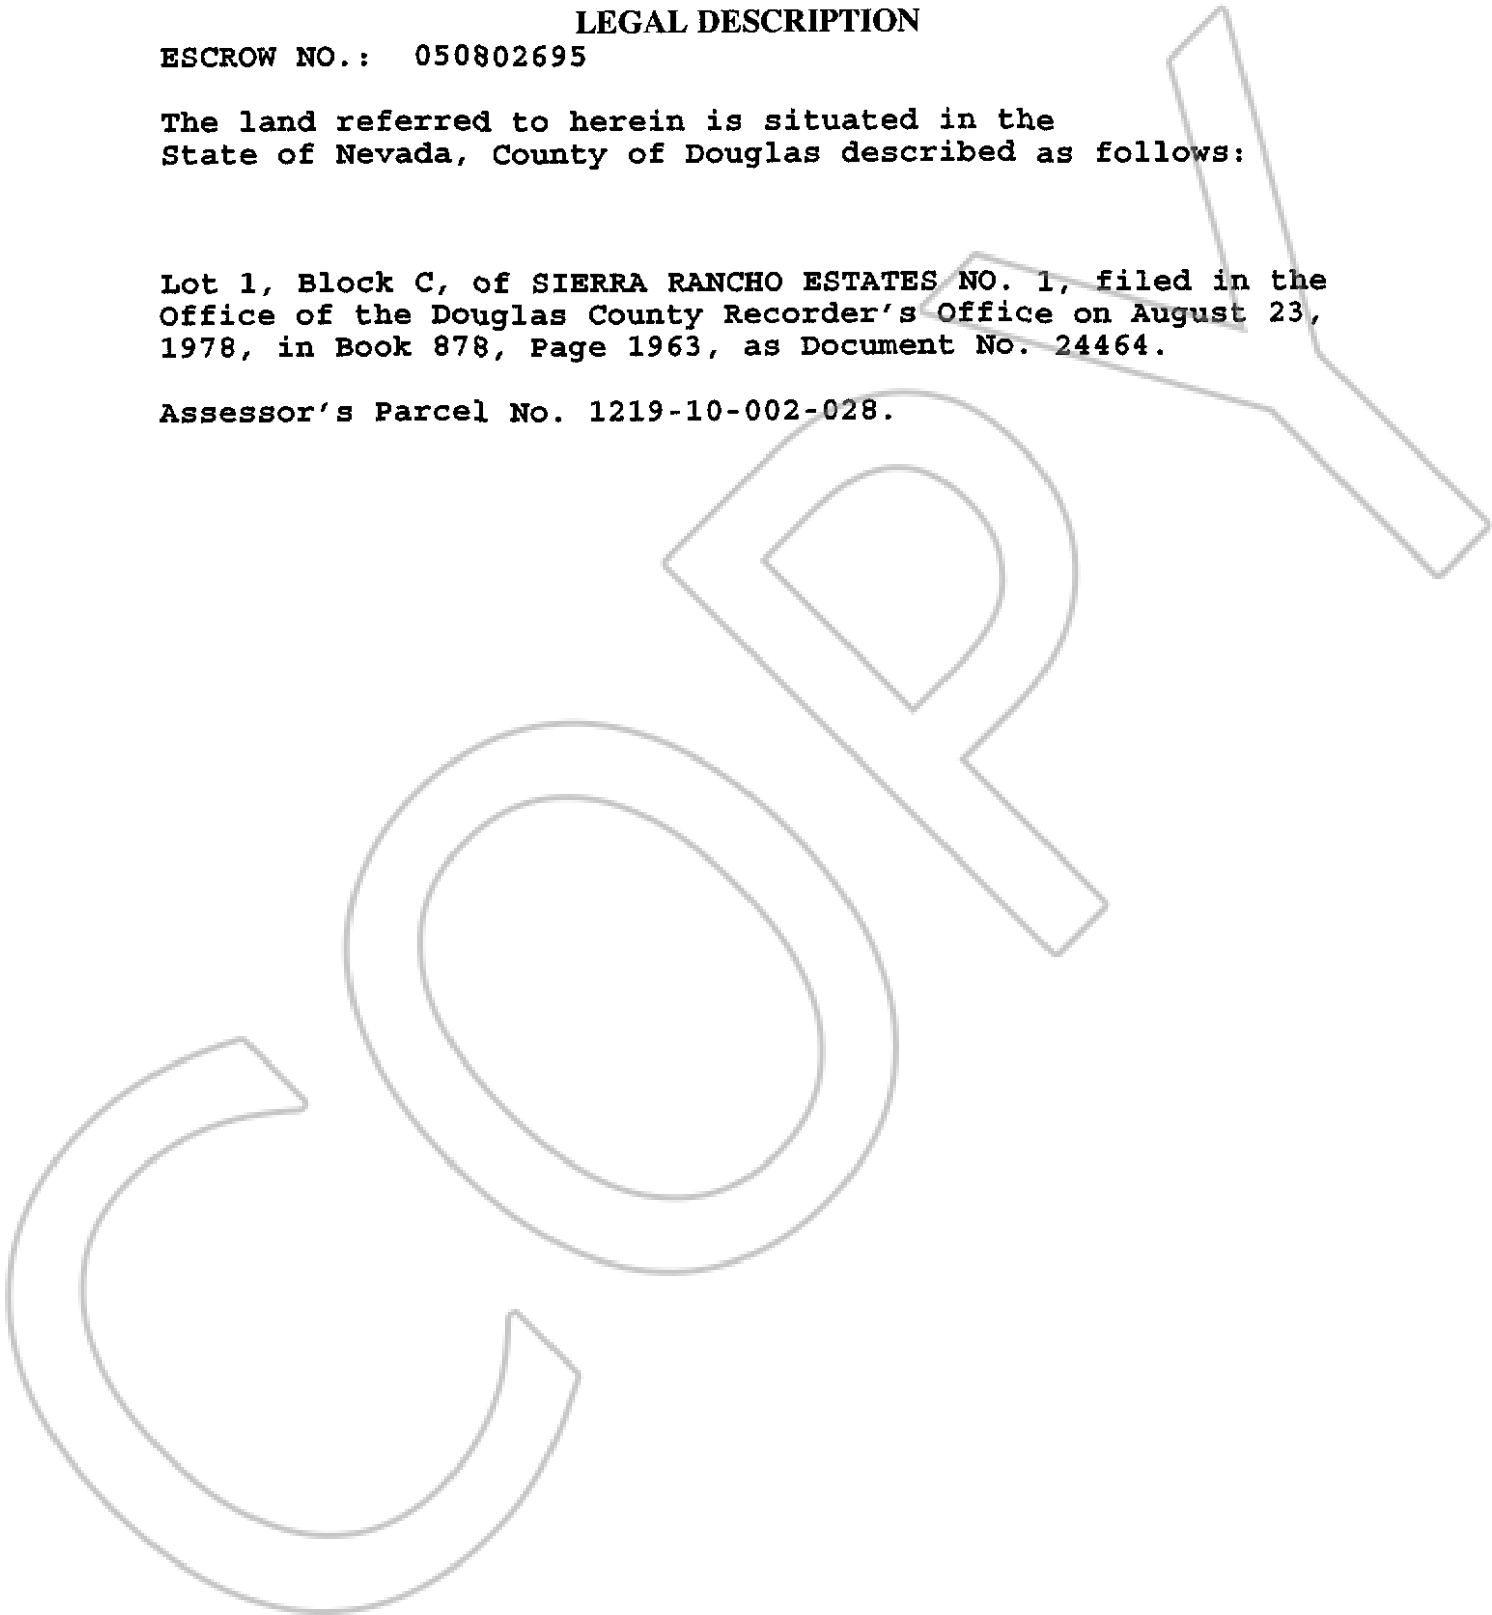 LEGAL DESCRIPTION
ESCROW NO.: 050802695
The land referred to herein is situated in the
State of Nevada, County of Douglas described as follows:
Lot 1, Block C, of SIERRA RANCHO ESTATES NO. 1, filed in the
Office of the Douglas County Recorder's Office on August 23,
1978, in Book 878, Page 1963, as Document No. 24464.
Assessor's Parcel No. 1219-10-002-028.
COPY